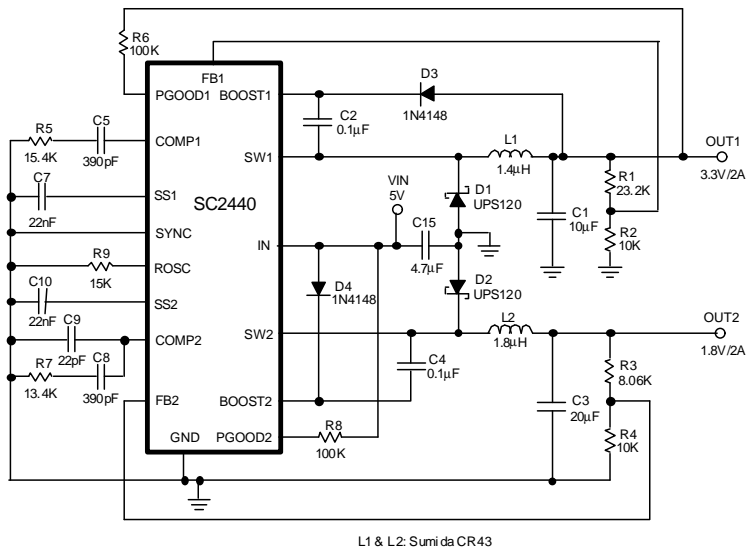 R6
100K
FB1
PGOOD1
BOOST1
D3
1N4148
C2
0.1µF
R5
15.4K
C5
390pF
COMP1
SW1
L1
1.4µH
OUT1
3.3V/2A
C7
22nF
SS1
SC2440
VIN
5V
D1
UPS120
C1
10µF
R1
23.2K
R2
10K
SYNC
IN
C15
4.7µF
R9
15K
ROSC
D4
1N4148
D2
UPS120
C10
22nF
SS2
C9
22pF
COMP2
SW2
L2
1.8µH
OUT2
1.8V/2A
R7
13.4K
C8
390pF
C4
0.1µF
R3
8.06K
FB2
BOOST2
C3
20µF
R4
10K
GND
PGOOD2
R8
100K
L1 & L2: Sumida CR43